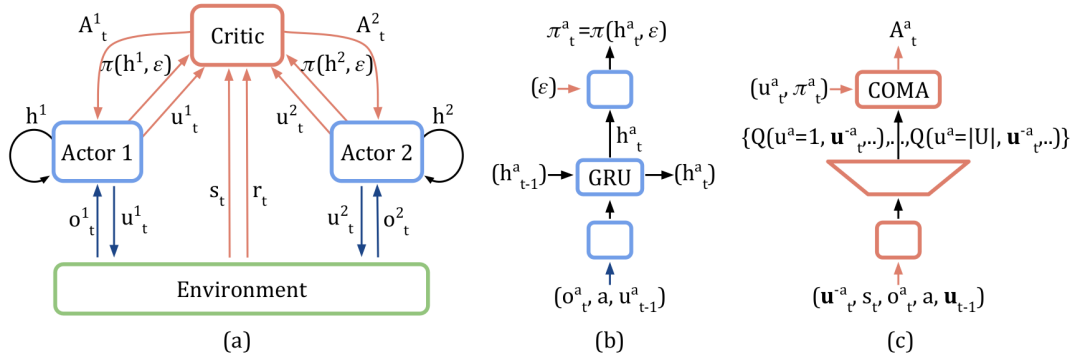 A¹ₜ Critic A²ₜ
π(h¹, ε) π(h², ε)
h¹ u¹ₜ u²ₜ h²
Actor 1 Actor 2
o¹ₜ u¹ₜ sₜ rₜ u²ₜ o²ₜ
Environment
(a)
πᵃₜ=π(hᵃₜ, ε)
(ε)
hᵃₜ
(hᵃₜ₋₁) GRU (hᵃₜ)
(oᵃₜ, a, uᵃₜ₋₁)
(b)
Aᵃₜ
(uᵃₜ, πᵃₜ) COMA
{Q(uᵃ=1, u⁻ᵃₜ,..),...,Q(uᵃ=|U|, u⁻ᵃₜ,..)}
(u⁻ᵃₜ, sₜ, oᵃₜ, a, uₜ₋₁)
(c)